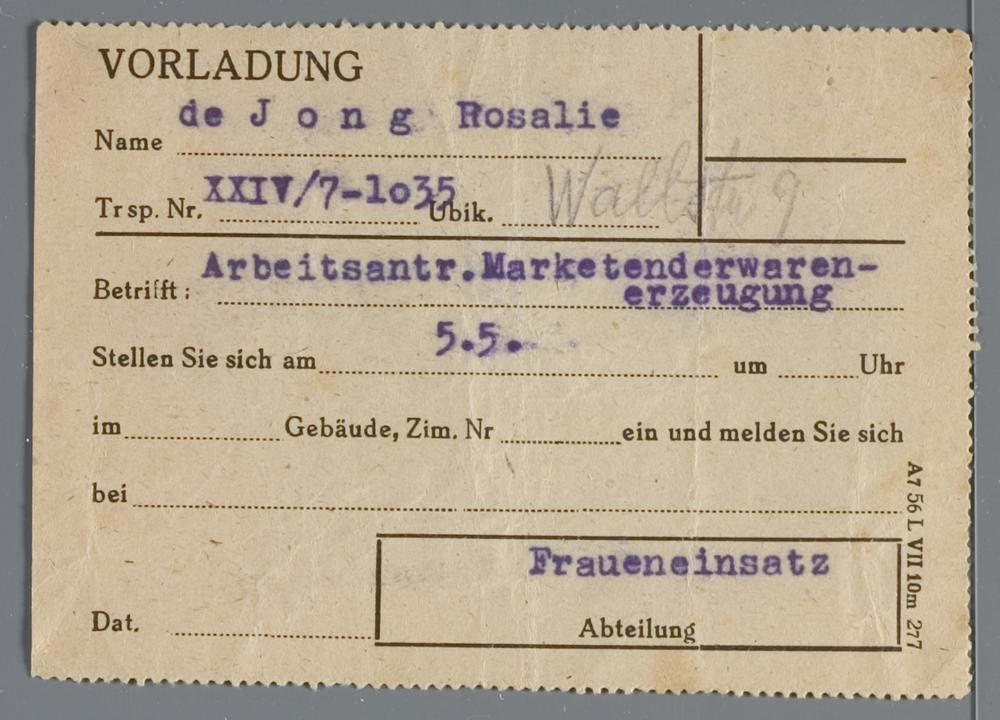 VORLADUNG
Name de J o n g Rosalie
Trsp. Nr. XXIV/7-1o35 Ubik. 9
Betrifft: Arbeitsantr.Marketenderwaren-
erzeugung
Stellen Sie sich am 5.5. um Uhr
im Gebäude, Zim. Nr ein und melden Sie sich
bei
Fraueneinsatz
Dat. Abteilung
A7 56 L VII 10m 277